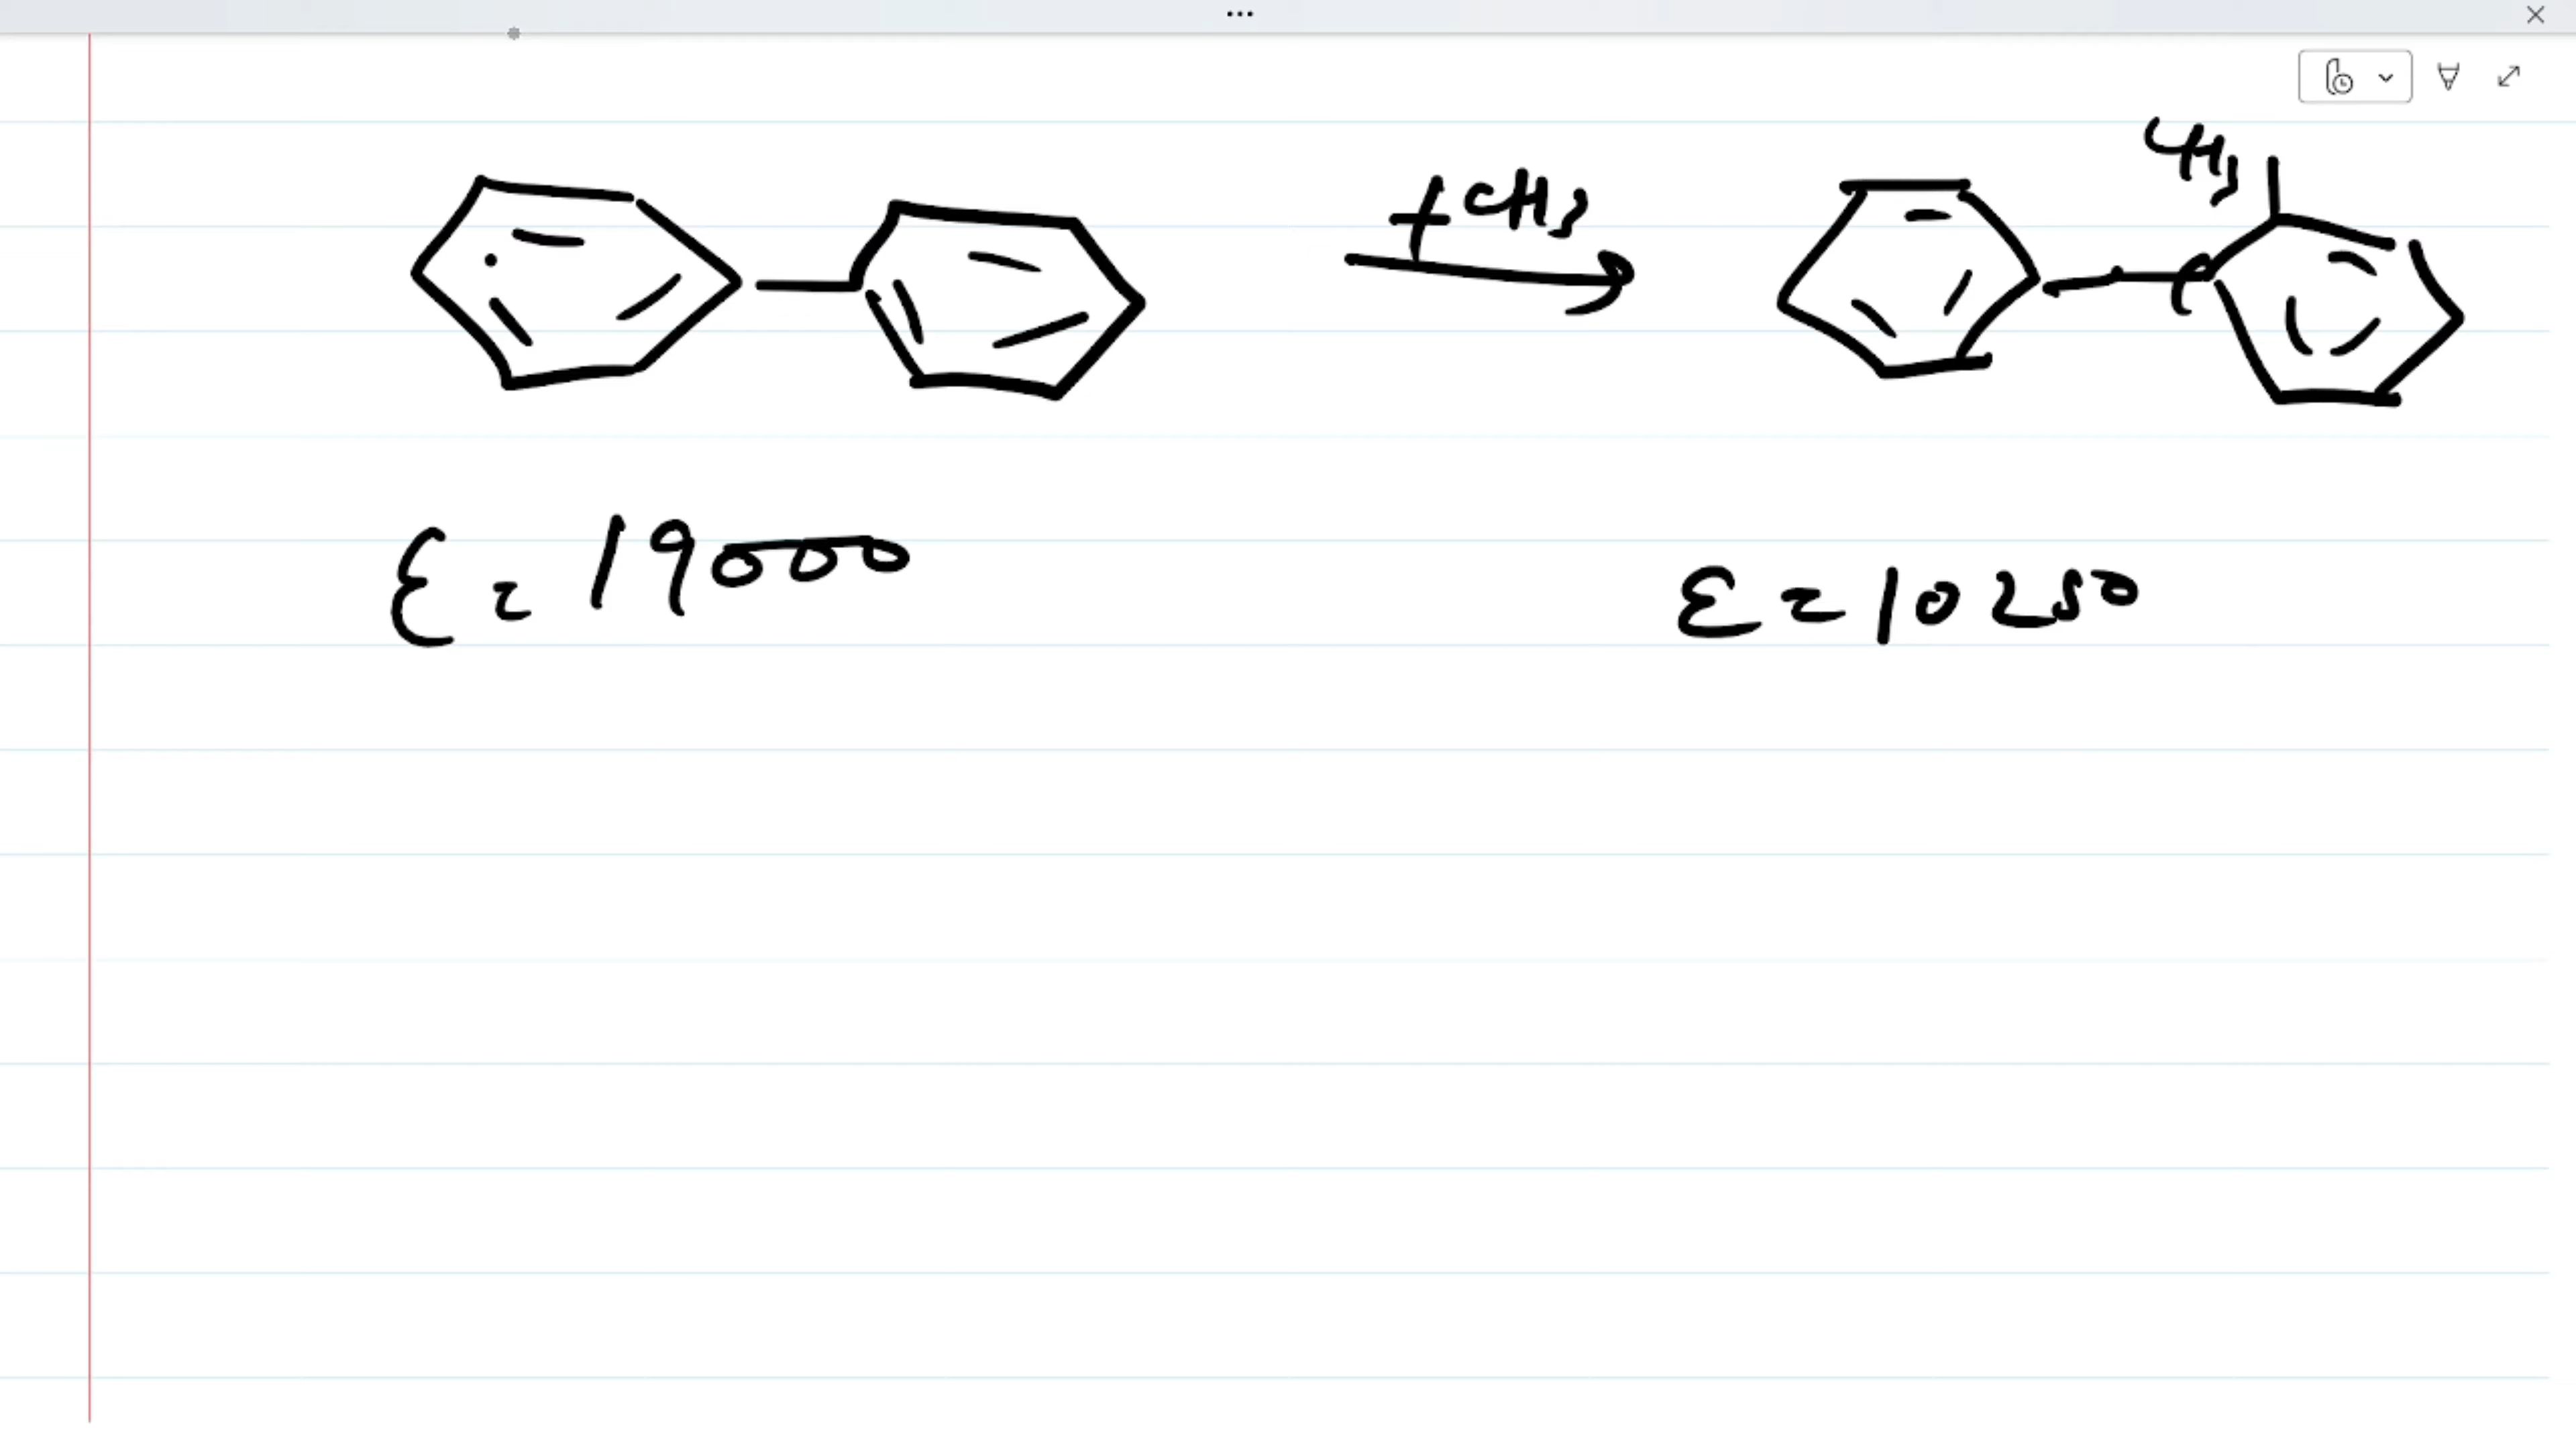 +CH3
CH3
ε = 19000
ε = 10250